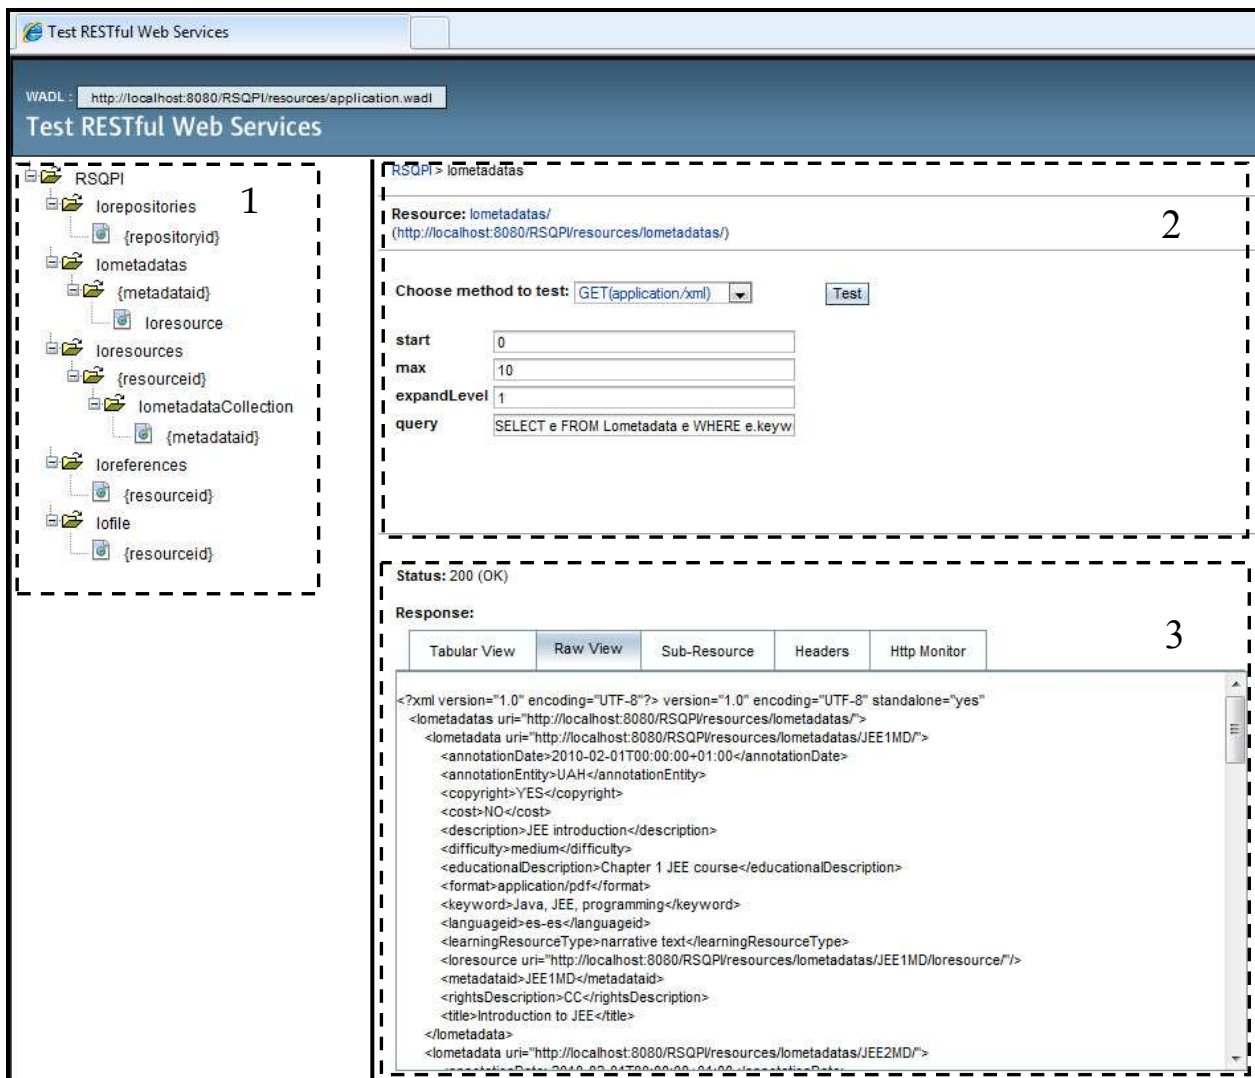 Test RESTful Web Services
WADL : http://localhost:8080/RSQPI/resources/application.wadl
Test RESTful Web Services
RSQPI
1
lorepositories
{repositoryid}
lometadatas
{metadataid}
loresource
loresources
{resourceid}
lometadataCollection
{metadataid}
loreferences
{resourceid}
lofile
{resourceid}
RSQPI > lometadatas
2
Resource: lometadatas/
(http://localhost:8080/RSQPI/resources/lometadatas/)
Choose method to test: GET(application/xml) Test
start 0
max 10
expandLevel 1
query SELECT e FROM Lometadata e WHERE e.keyw
Status: 200 (OK)
Response:
3
Tabular View Raw View Sub-Resource Headers Http Monitor
<?xml version="1.0" encoding="UTF-8"?> version="1.0" encoding="UTF-8" standalone="yes"
<lometadatas uri="http://localhost:8080/RSQPI/resources/lometadatas/">
<lometadata uri="http://localhost:8080/RSQPI/resources/lometadatas/JEE1MD/">
<annotationDate>2010-02-01T00:00:00+01:00</annotationDate>
<annotationEntity>UAH</annotationEntity>
<copyright>YES</copyright>
<cost>NO</cost>
<description>JEE introduction</description>
<difficulty>medium</difficulty>
<educationalDescription>Chapter 1 JEE course</educationalDescription>
<format>application/pdf</format>
<keyword>Java, JEE, programming</keyword>
<languageid>es-es</languageid>
<learningResourceType>narrative text</learningResourceType>
<loresource uri="http://localhost:8080/RSQPI/resources/lometadatas/JEE1MD/loresource/"/>
<metadataid>JEE1MD</metadataid>
<rightsDescription>CC</rightsDescription>
<title>Introduction to JEE</title>
</lometadata>
<lometadata uri="http://localhost:8080/RSQPI/resources/lometadatas/JEE2MD/">
<annotationDate>2010-02-01T00:00:00+01:00</annotationDate>